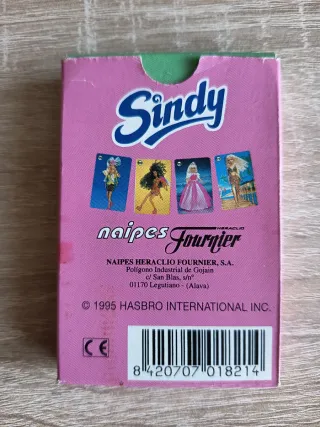 Sindy
naipes HERACLIO Fournier
NAIPES HERACLIO FOURNIER, S.A.
Polígono Industrial de Gojain
c/ San Blas, s/nº
01170 Legutiano - (Alava)
© 1995 HASBRO INTERNATIONAL INC.
CE
8 420707 018214